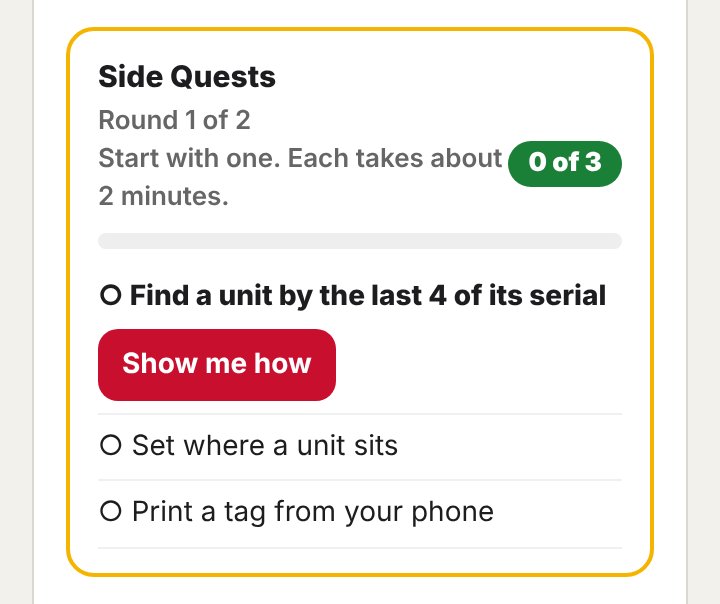 Side Quests
Round 1 of 2
Start with one. Each takes about
2 minutes.
0 of 3
Find a unit by the last 4 of its serial
Show me how
Set where a unit sits
Print a tag from your phone